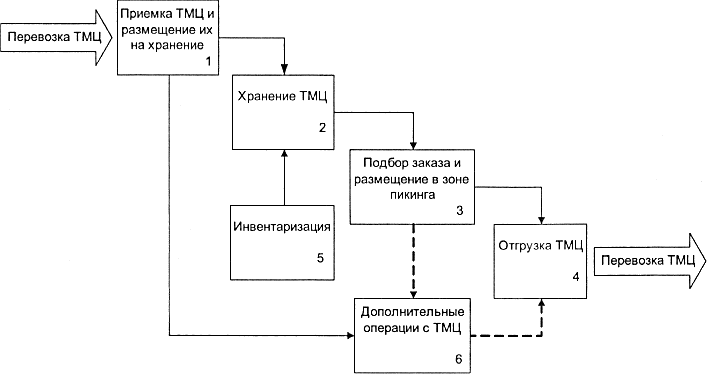 Перевозка ТМЦ
Приемка ТМЦ и
размещение их
на хранение
1
Хранение ТМЦ
2
Подбор заказа и
размещение в зоне
пикинга
3
Инвентаризация
5
Отгрузка ТМЦ
4
Перевозка ТМЦ
Дополнительные
операции с ТМЦ
6